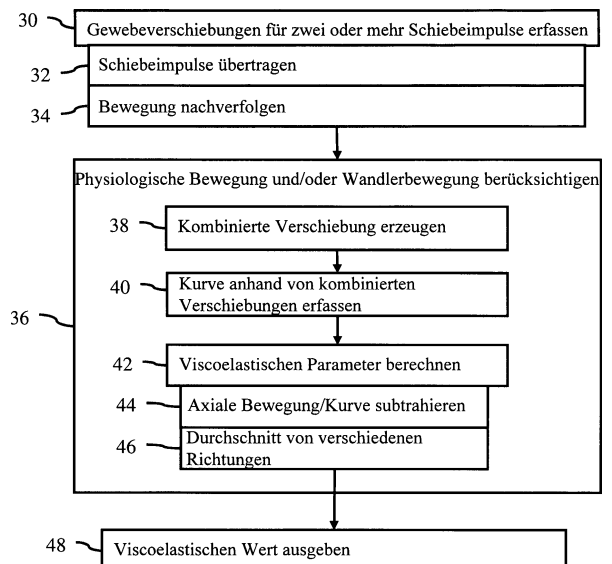 30 Gewebeverschiebungen für zwei oder mehr Schiebeimpulse erfassen
32 Schiebeimpulse übertragen
34 Bewegung nachverfolgen
Physiologische Bewegung und/oder Wandlerbewegung berücksichtigen
38 Kombinierte Verschiebung erzeugen
40 Kurve anhand von kombinierten
Verschiebungen erfassen
36
42 Viscoelastischen Parameter berechnen
44 Axiale Bewegung/Kurve subtrahieren
46 Durchschnitt von verschiedenen
Richtungen
48 Viscoelastischen Wert ausgeben